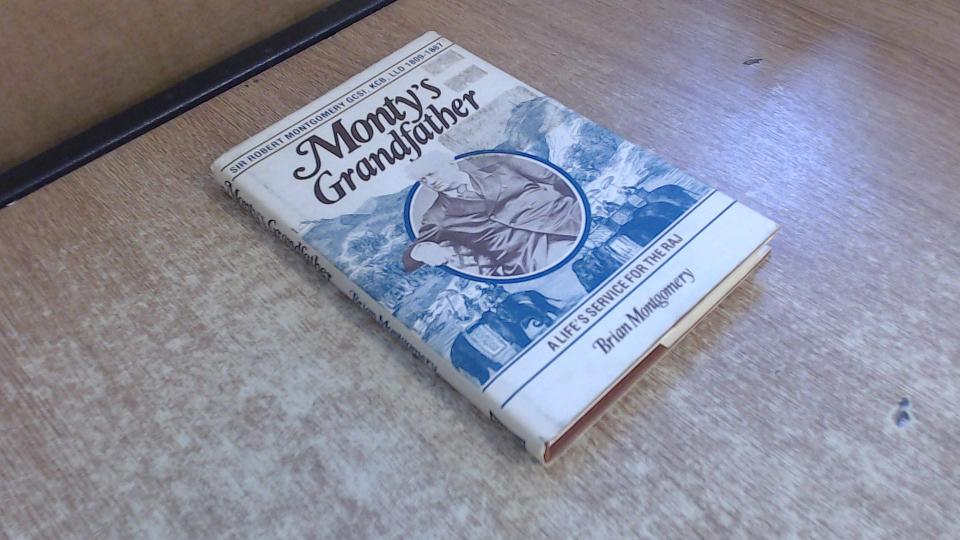 SIR ROBERT MONTGOMERY GCSI, KCB, LLD 1809-1887
Monty's
Grandfather
A LIFE'S SERVICE FOR THE RAJ
Brian Montgomery
Monty's Grandfather
Brian Montgomery